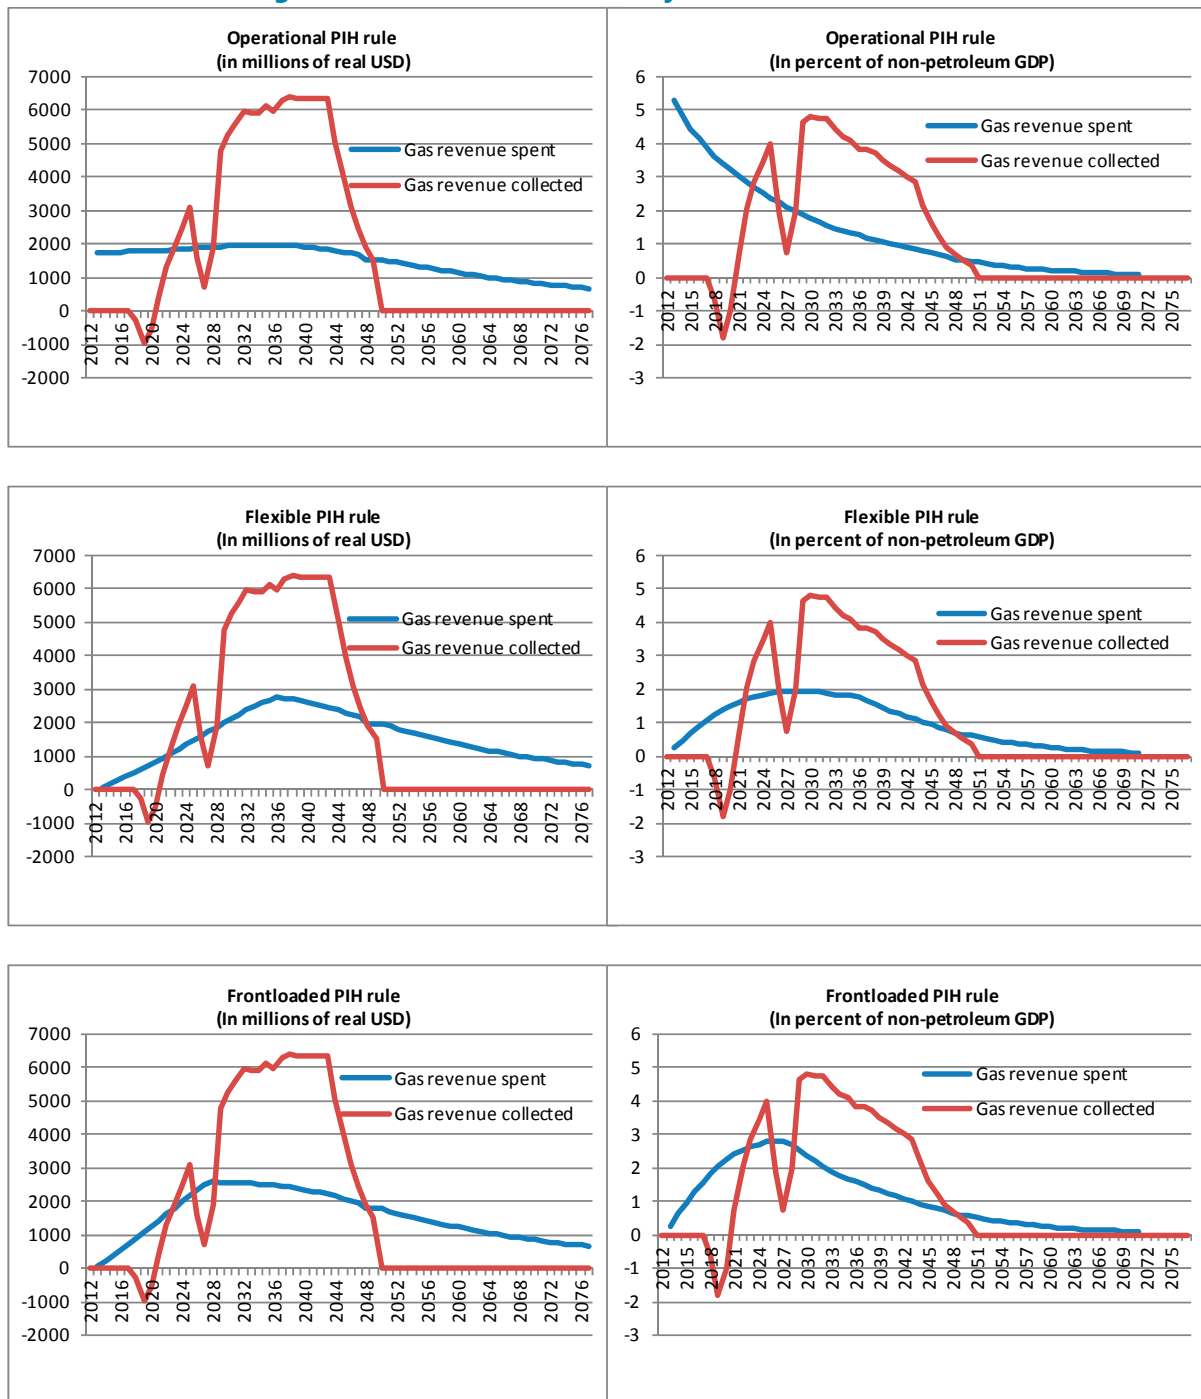 Operational PIH rule
(in millions of real USD)
7000
6000
5000
4000
3000
2000
1000
0
-1000
-2000
Gas revenue spent
Gas revenue collected
2012 2016 2020 2024 2028 2032 2036 2040 2044 2048 2052 2056 2060 2064 2068 2072 2076
Operational PIH rule
(In percent of non-petroleum GDP)
6
5
4
3
2
1
0
-1
-2
-3
Gas revenue spent
Gas revenue collected
2012 2015 2018 2021 2024 2027 2030 2033 2036 2039 2042 2045 2048 2051 2054 2057 2060 2063 2066 2069 2072 2075
Flexible PIH rule
(In millions of real USD)
7000
6000
5000
4000
3000
2000
1000
0
-1000
-2000
Gas revenue spent
Gas revenue collected
2012 2016 2020 2024 2028 2032 2036 2040 2044 2048 2052 2056 2060 2064 2068 2072 2076
Flexible PIH rule
(In percent of non-petroleum GDP)
6
5
4
3
2
1
0
-1
-2
-3
Gas revenue spent
Gas revenue collected
2012 2015 2018 2021 2024 2027 2030 2033 2036 2039 2042 2045 2048 2051 2054 2057 2060 2063 2066 2069 2072 2075
Frontloaded PIH rule
(In millions of real USD)
7000
6000
5000
4000
3000
2000
1000
0
-1000
-2000
Gas revenue spent
Gas revenue collected
2012 2016 2020 2024 2028 2032 2036 2040 2044 2048 2052 2056 2060 2064 2068 2072 2076
Frontloaded PIH rule
(In percent of non-petroleum GDP)
6
5
4
3
2
1
0
-1
-2
-3
Gas revenue spent
Gas revenue collected
2012 2015 2018 2021 2024 2027 2030 2033 2036 2039 2042 2045 2048 2051 2054 2057 2060 2063 2066 2069 2072 2075